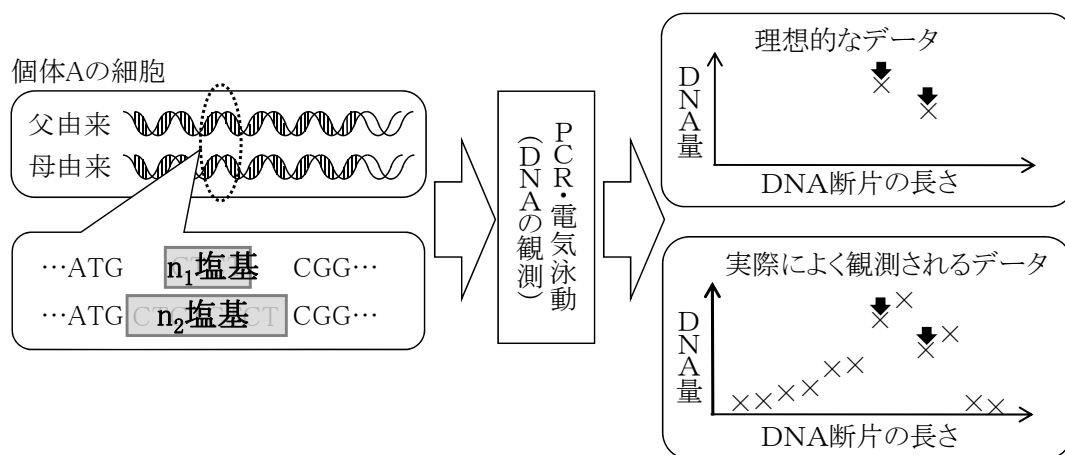 個体Aの細胞
父由来
母由来
…ATG n₁塩基 CGG…
…ATG n₂塩基 CGG…
PCR・電気泳動
(DNAの観測)
理想的なデータ
DNA量
DNA断片の長さ
実際によく観測されるデータ
DNA量
DNA断片の長さ